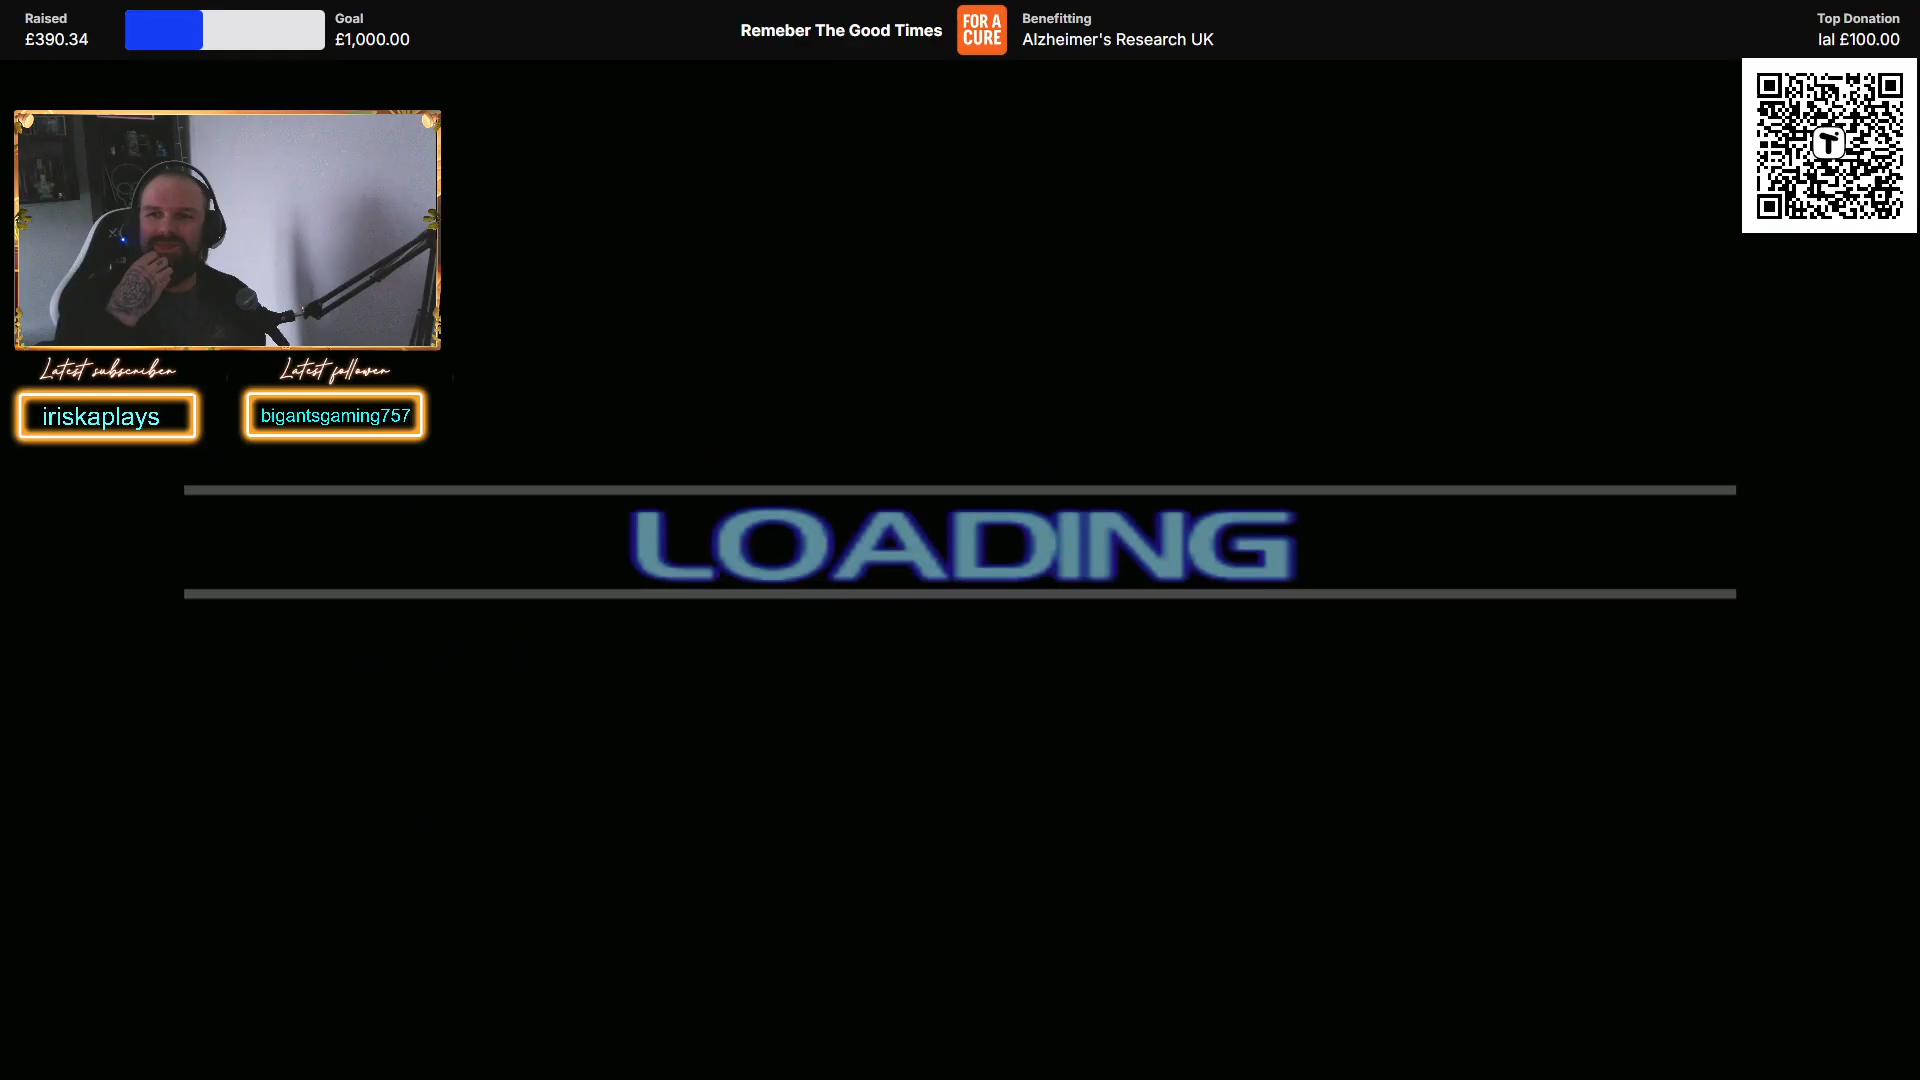 Raised
£390.34
Goal
£1,000.00
Remeber The Good Times
FOR A
CURE
Benefitting
Alzheimer's Research UK
Top Donation
lal £100.00
T
Latest subscriber
Latest follower
iriskaplays
bigantsgaming757
LOADING